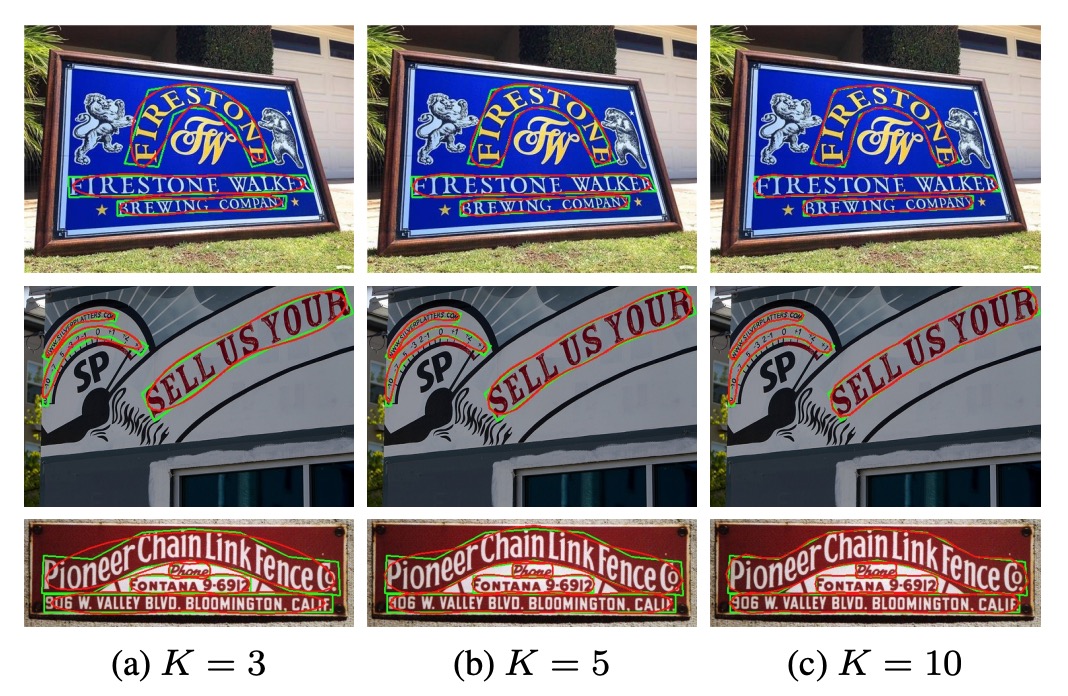 FIRESTONE
FW
FIRESTONE WALKER
BREWING COMPANY
FIRESTONE
FW
FIRESTONE WALKER
BREWING COMPANY
FIRESTONE
FW
FIRESTONE WALKER
BREWING COMPANY
WWW.SILVERPLATTERS.COM
SP
SELL US YOUR
WWW.SILVERPLATTERS.COM
SP
SELL US YOUR
WWW.SILVERPLATTERS.COM
SP
SELL US YOUR
Pioneer Chain Link Fence Co.
Phone
FONTANA 9-6912
906 W. VALLEY BLVD. BLOOMINGTON, CALIF.
Pioneer Chain Link Fence Co.
Phone
FONTANA 9-6912
906 W. VALLEY BLVD. BLOOMINGTON, CALIF
Pioneer Chain Link Fence Co.
Phone
FONTANA 9-6912
906 W. VALLEY BLVD. BLOOMINGTON, CALIF
(a) K = 3
(b) K = 5
(c) K = 10